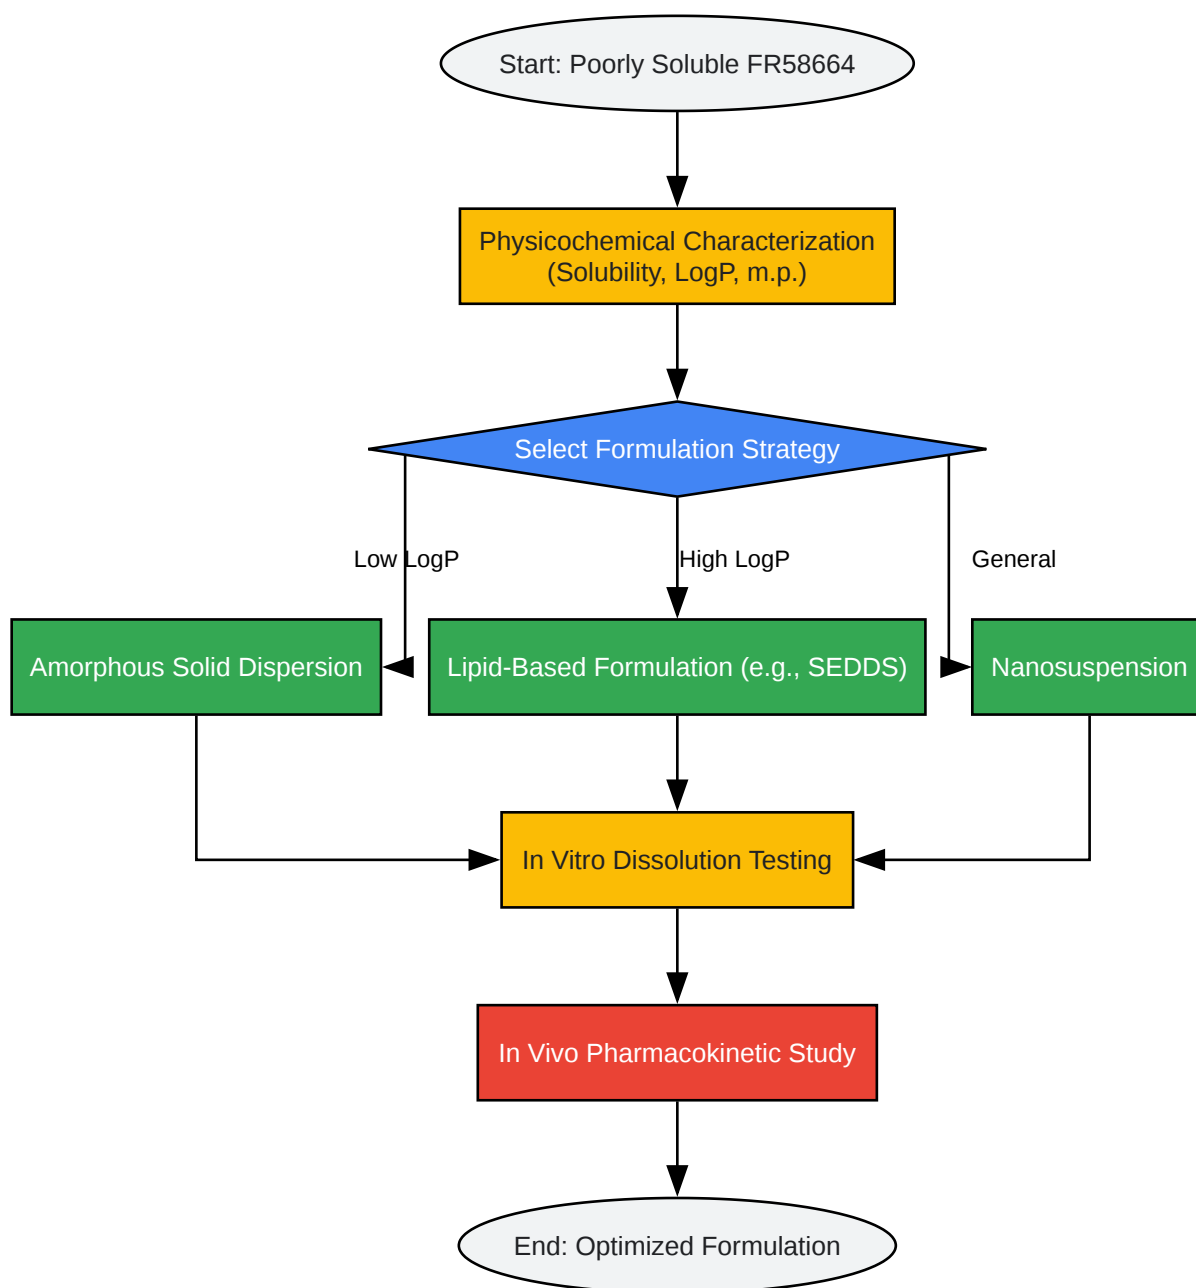 Start: Poorly Soluble FR58664
Physicochemical Characterization
(Solubility, LogP, m.p.)
Select Formulation Strategy
Low LogP
High LogP
General
Amorphous Solid Dispersion
Lipid-Based Formulation (e.g., SEDDS)
Nanosuspension
In Vitro Dissolution Testing
In Vivo Pharmacokinetic Study
End: Optimized Formulation